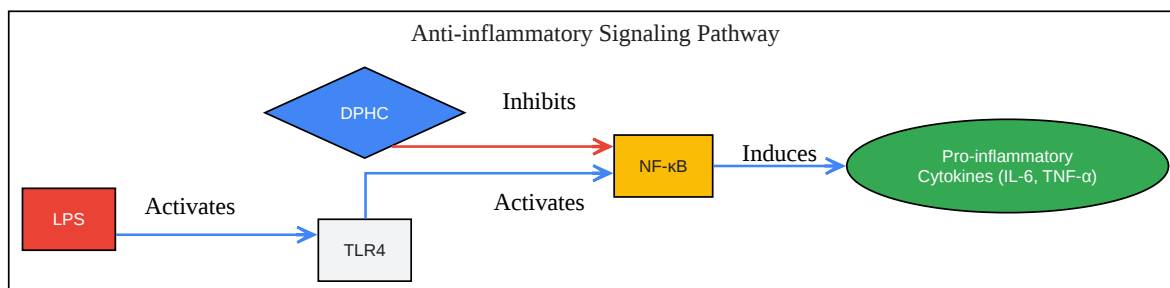 Anti-inflammatory Signaling Pathway
DPHC
Inhibits
NF-κB
Induces
Pro-inflammatory
Cytokines (IL-6, TNF-α)
LPS
Activates
TLR4
Activates